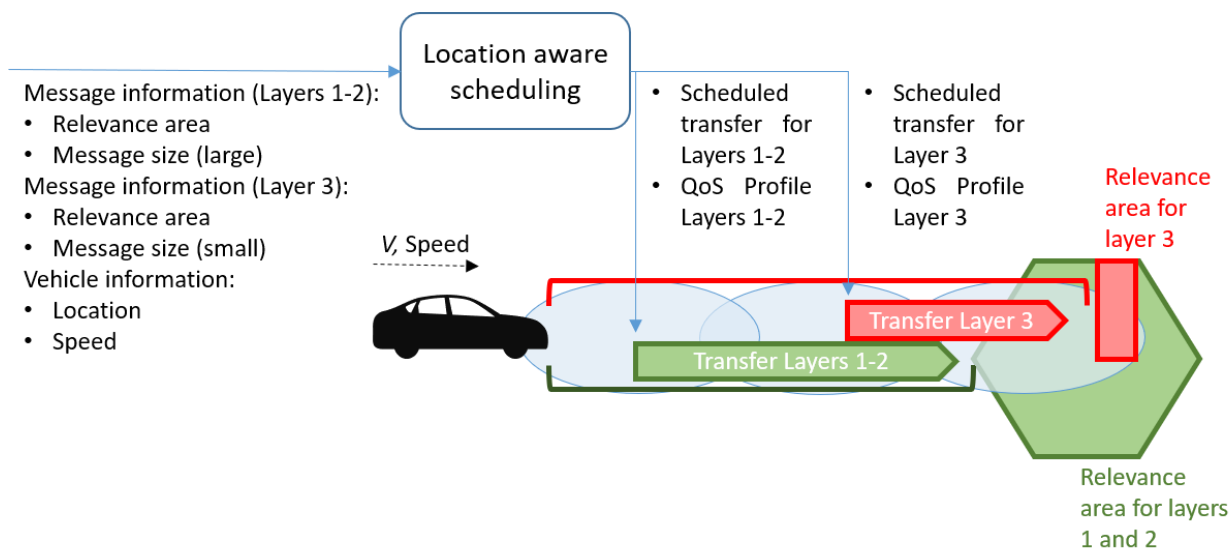 Location aware
scheduling
Message information (Layers 1-2):
• Relevance area
• Message size (large)
Message information (Layer 3):
• Relevance area
• Message size (small)
Vehicle information:
• Location
• Speed
V, Speed
• Scheduled
transfer for
Layers 1-2
• QoS Profile
Layers 1-2
• Scheduled
transfer for
Layer 3
• QoS Profile
Layer 3
Relevance
area for
layer 3
Transfer Layer 3
Transfer Layers 1-2
Relevance
area for layers
1 and 2